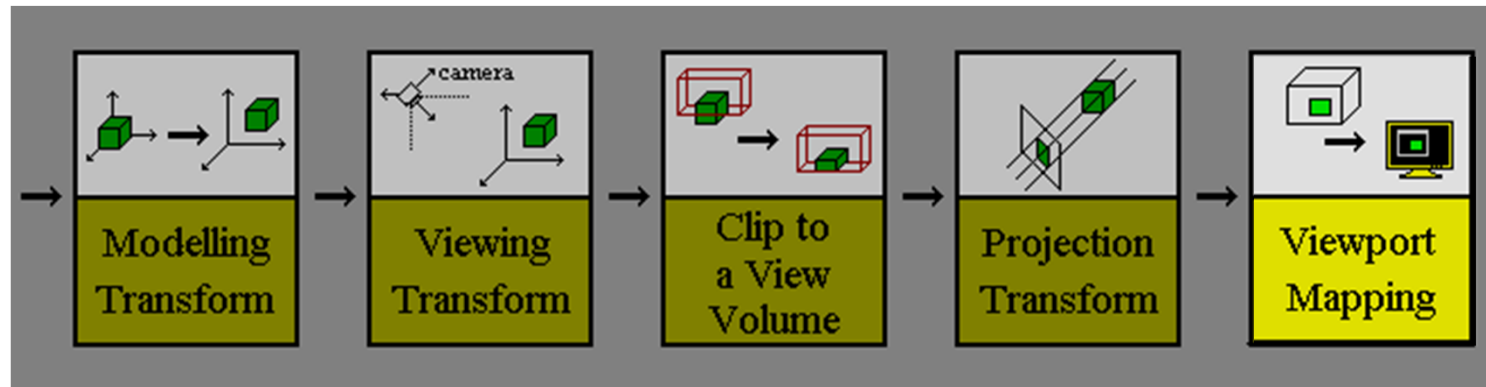 camera
Modelling
Transform
Viewing
Transform
Clip to
a View
Volume
Projection
Transform
Viewport
Mapping